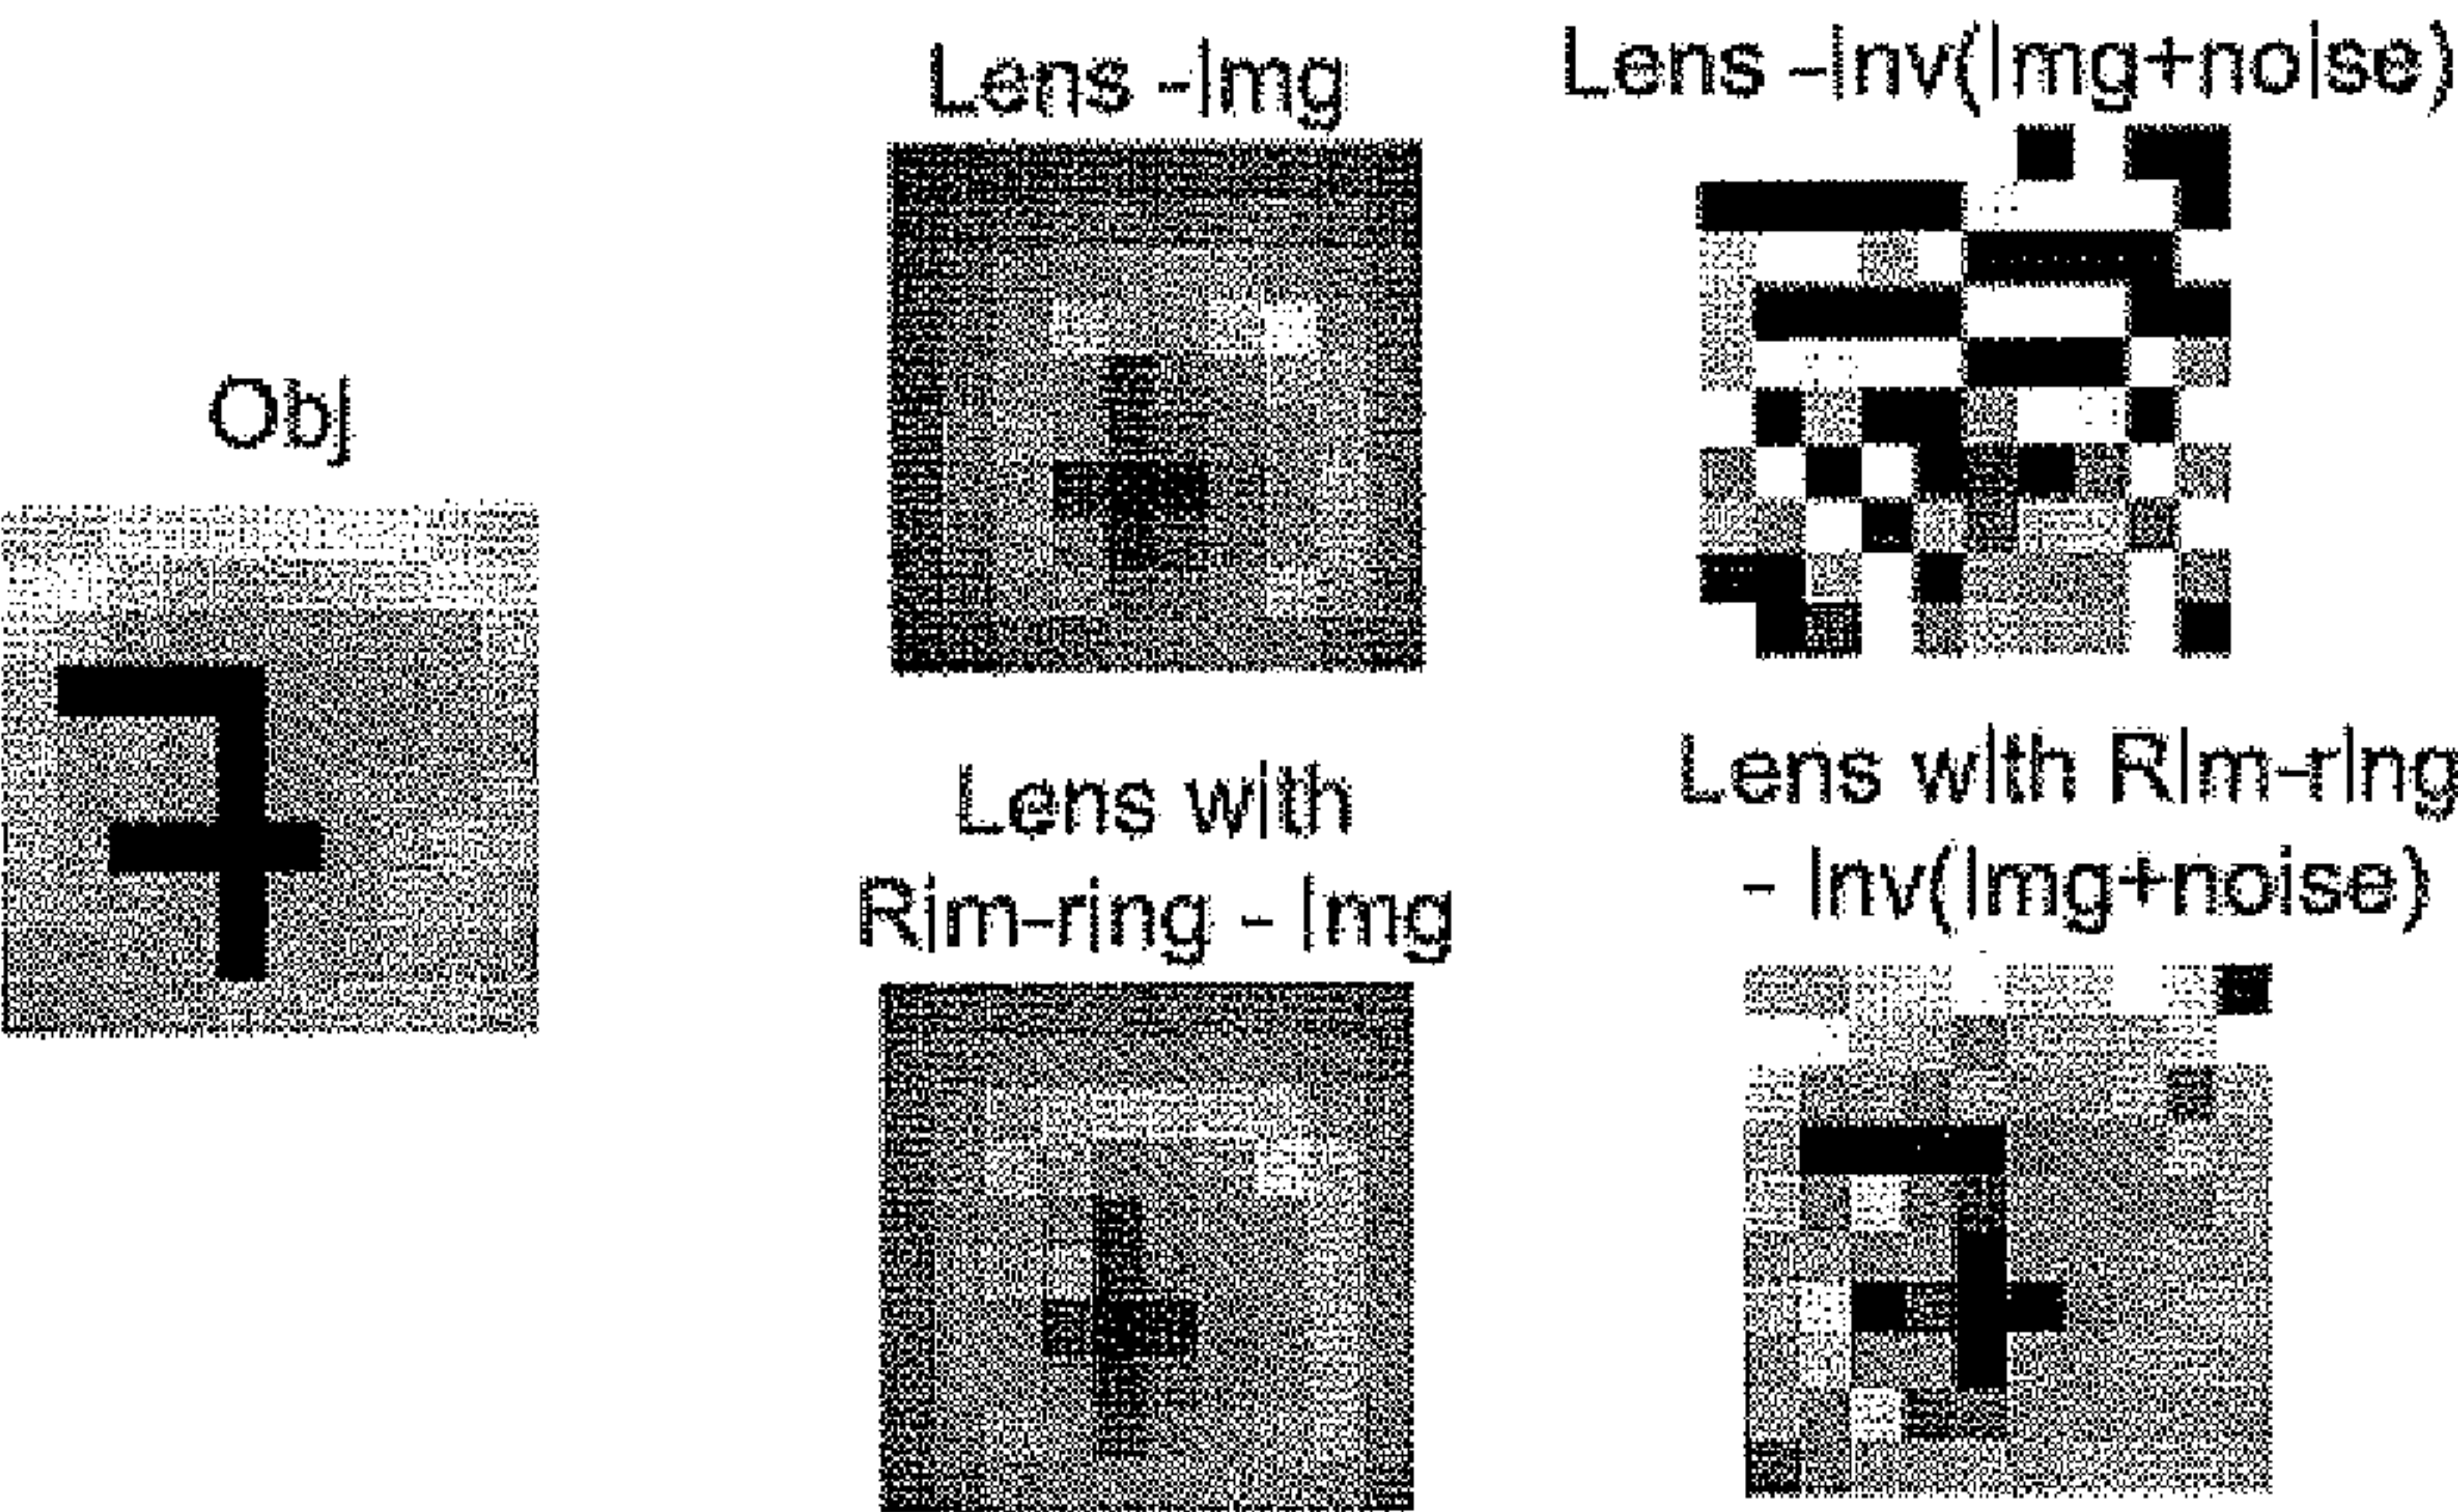 Obj
Lens -Img
Lens with
Rim-ring - Img
Lens -Inv(Img+noise)
Lens with Rim-ring
- Inv(Img+noise)